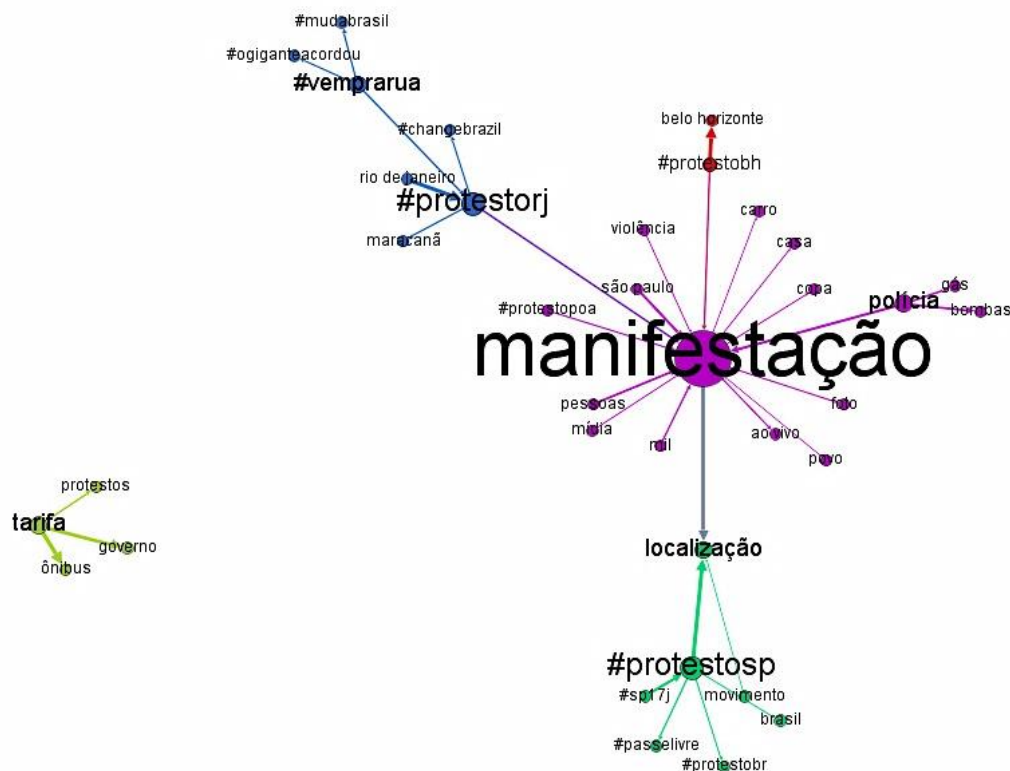 #mudabrasil
#ogiganteacordou
#vemprarua
#changebrazil
rio de janeiro
#protestorj
maracanã
belo horizonte
#protestobh
carro
violência
casa
são paulo
copa
gás
polícia
bombas
#protestopoa
manifestação
pessoas
foto
mídia
mil
ao vivo
povo
protestos
tarifa
governo
ônibus
localização
#protestosp
#sp17j
movimento
brasil
#passelivre
#protestobr